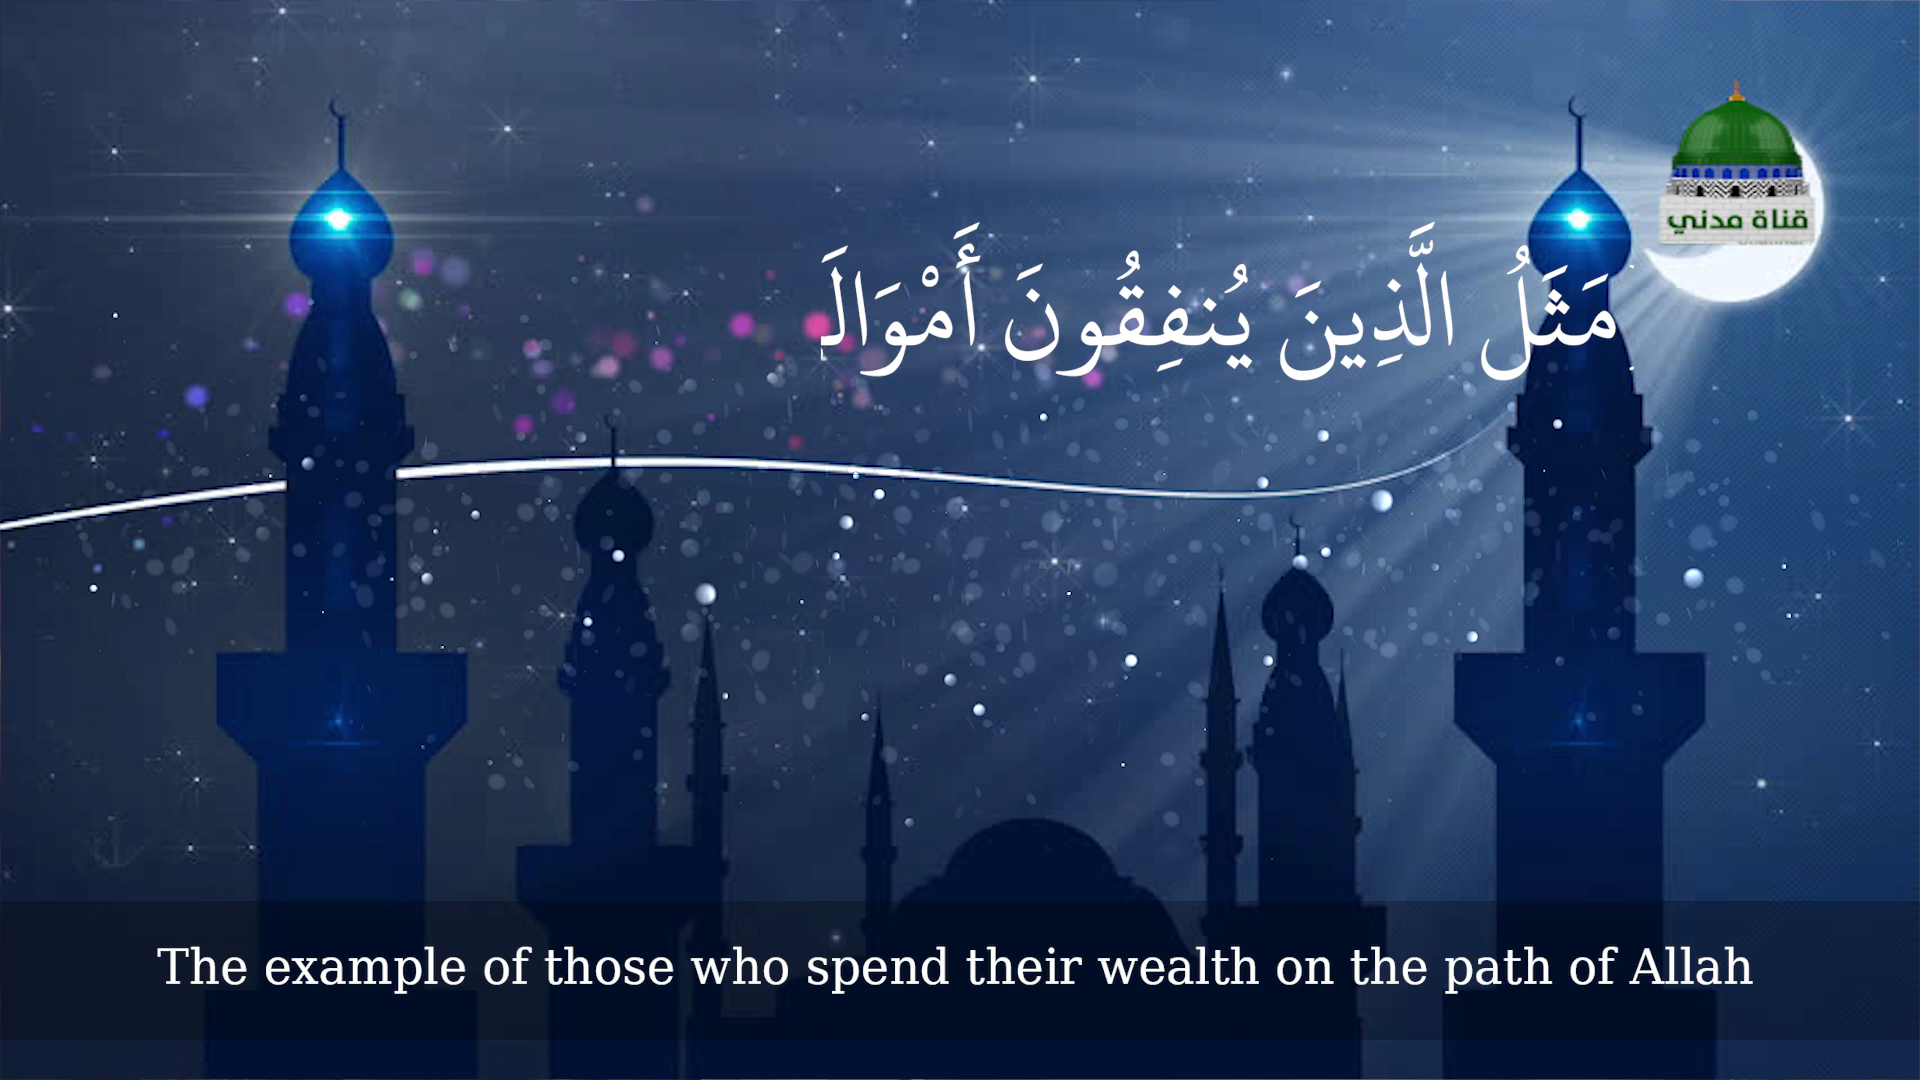 قناة مدني
مَثَلُ الَّذِينَ يُنفِقُونَ أَمْوَالَ
The example of those who spend their wealth on the path of Allah